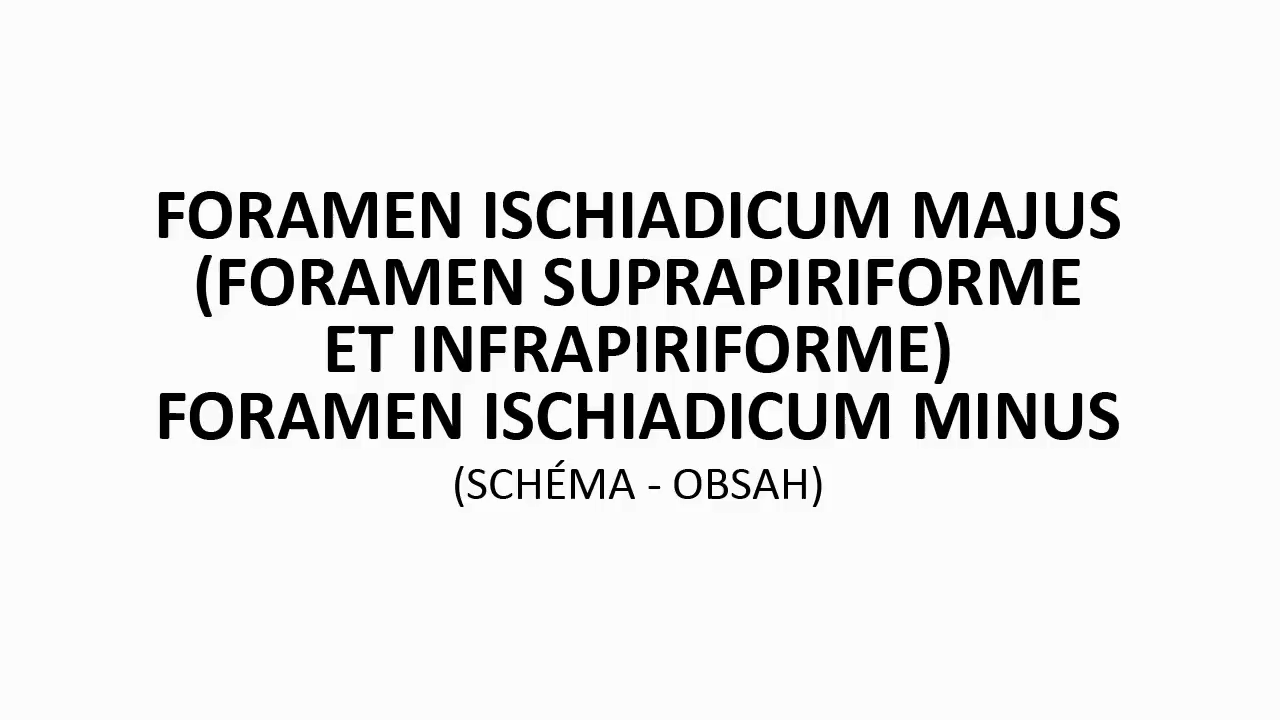 FORAMEN ISCHIADICUM MAJUS
(FORAMEN SUPRAPIRIFORME
ET INFRAPIRIFORME)
FORAMEN ISCHIADICUM MINUS
(SCHÉMA - OBSAH)